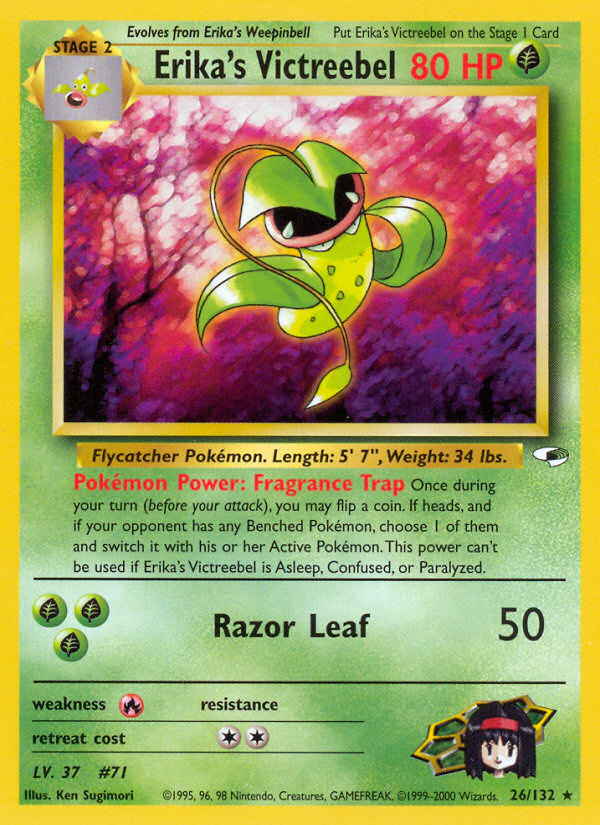 Evolves from Erika's Weepinbell
Put Erika's Victreebel on the Stage 1 Card
STAGE 2
Erika's Victreebel 80 HP
Flycatcher Pokémon. Length: 5' 7", Weight: 34 lbs.
Pokémon Power: Fragrance Trap Once during
your turn (before your attack), you may flip a coin. If heads, and
if your opponent has any Benched Pokémon, choose 1 of them
and switch it with his or her Active Pokémon. This power can't
be used if Erika's Victreebel is Asleep, Confused, or Paralyzed.
Razor Leaf 50
weakness resistance
retreat cost
LV. 37 #71
Illus. Ken Sugimori ©1995, 96, 98 Nintendo, Creatures, GAMEFREAK. ©1999–2000 Wizards. 26/132 ★